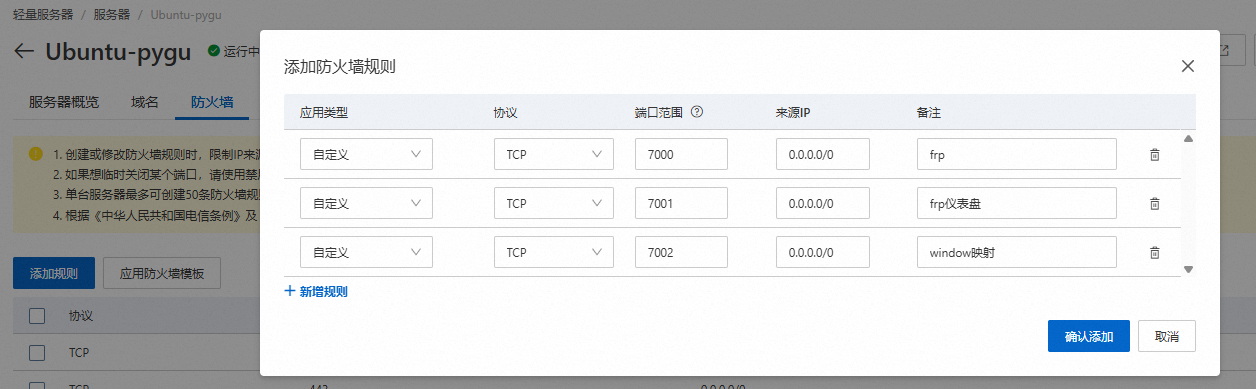 轻量服务器 / 服务器 / Ubuntu-pygu
Ubuntu-pygu 运行中
服务器概览 域名 防火墙
1. 创建或修改防火墙规则时，限制IP来源
2. 如果想临时关闭某个端口，请使用禁
3. 单台服务器最多可创建50条防火墙规
4. 根据《中华人民共和国电信条例》及
添加规则 应用防火墙模板
协议
TCP
TCP 443 0.0.0.0/0
添加防火墙规则
应用类型 协议 端口范围 来源IP 备注
自定义 TCP 7000 0.0.0.0/0 frp
自定义 TCP 7001 0.0.0.0/0 frp仪表盘
自定义 TCP 7002 0.0.0.0/0 window映射
+ 新增规则
确认添加 取消